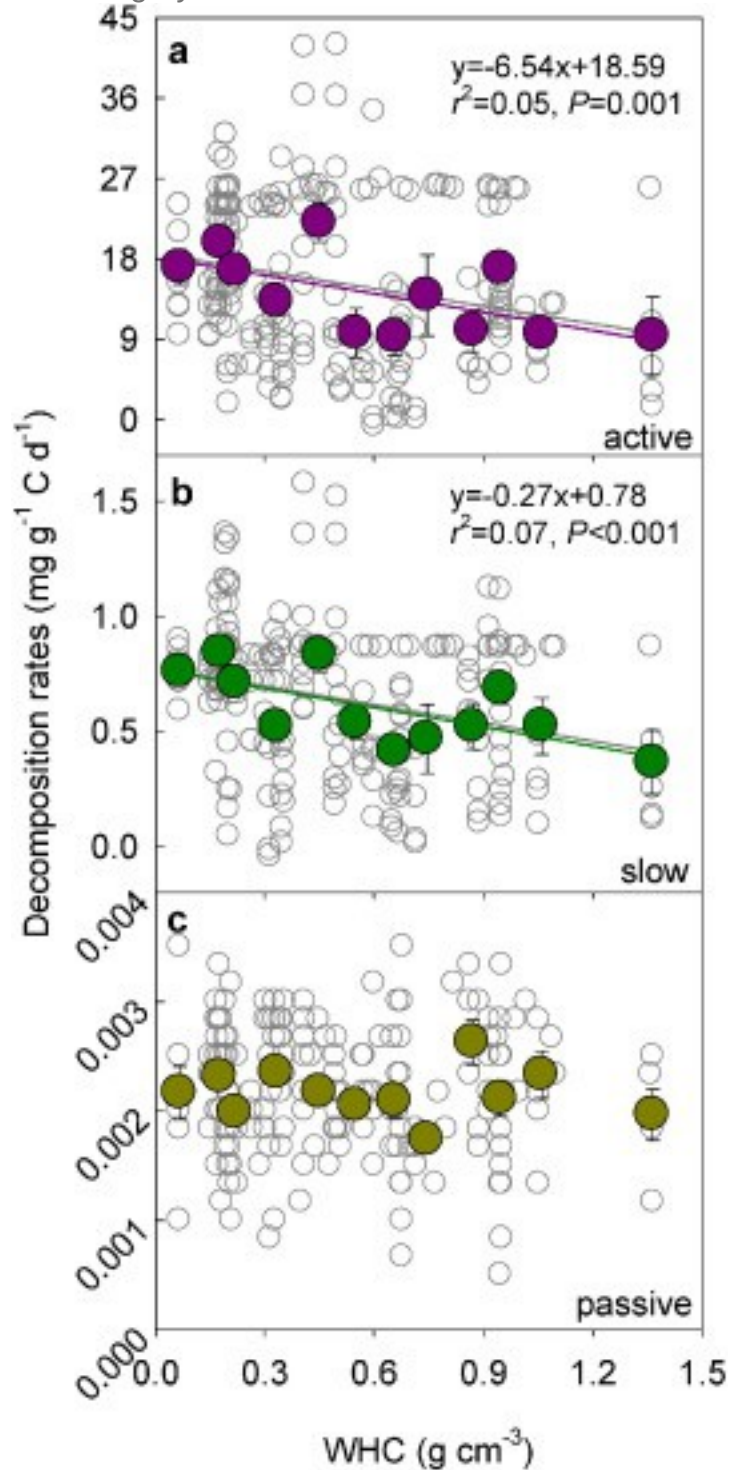 45
a
y=-6.54x+18.59
r²=0.05, P=0.001
36
27
18
9
0
active
b
y=-0.27x+0.78
r²=0.07, P<0.001
1.5
1.0
0.5
0.0
slow
Decomposition rates (mg g⁻¹ C d⁻¹)
0.004
c
0.003
0.002
0.001
0.000
passive
0.0 0.3 0.6 0.9 1.2 1.5
WHC (g cm⁻³)